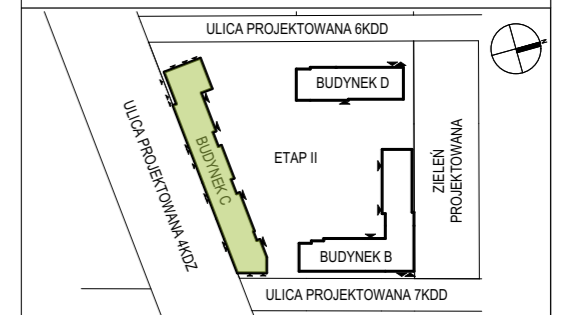 ULICA PROJEKTOWANA 6KDD
BUDYNEK D
ULICA PROJEKTOWANA 4KDZ
BUDYNEK C
ETAP II
ZIELEŃ
PROJEKTOWANA
BUDYNEK B
ULICA PROJEKTOWANA 7KDD